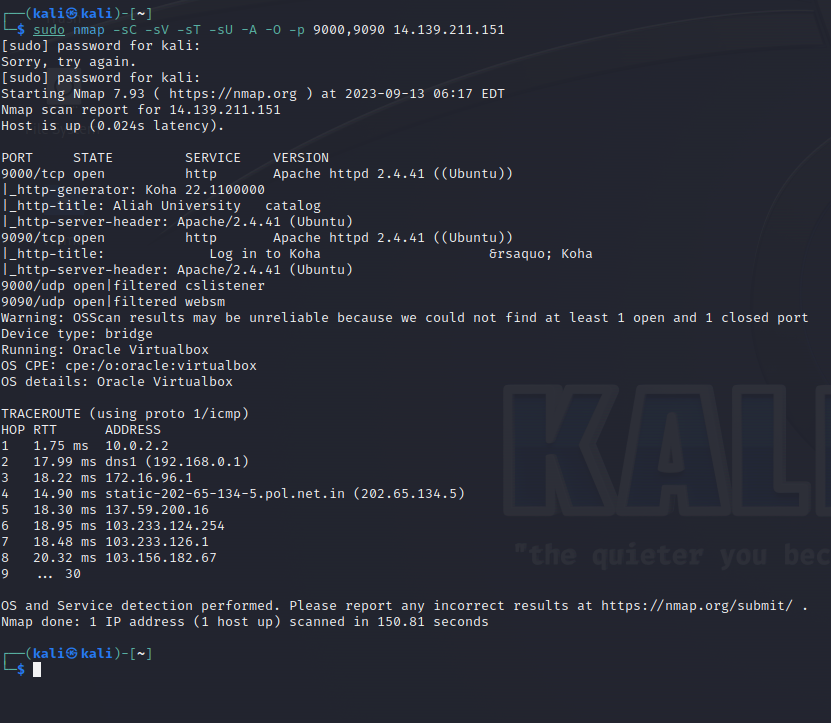 ┌──(kali㉿kali)-[~]
└─$ sudo nmap -sC -sV -sT -sU -A -O -p 9000,9090 14.139.211.151
[sudo] password for kali:
Sorry, try again.
[sudo] password for kali:
Starting Nmap 7.93 ( https://nmap.org ) at 2023-09-13 06:17 EDT
Nmap scan report for 14.139.211.151
Host is up (0.024s latency).

PORT     STATE         SERVICE    VERSION
9000/tcp open          http       Apache httpd 2.4.41 ((Ubuntu))
|_http-generator: Koha 22.1100000
|_http-title: Aliah University   catalog
|_http-server-header: Apache/2.4.41 (Ubuntu)
9090/tcp open          http       Apache httpd 2.4.41 ((Ubuntu))
|_http-title:             Log in to Koha                     &rsaquo; Koha
|_http-server-header: Apache/2.4.41 (Ubuntu)
9000/udp open|filtered cslistener
9090/udp open|filtered websm
Warning: OSScan results may be unreliable because we could not find at least 1 open and 1 closed port
Device type: bridge
Running: Oracle Virtualbox
OS CPE: cpe:/o:oracle:virtualbox
OS details: Oracle Virtualbox

TRACEROUTE (using proto 1/icmp)
HOP RTT      ADDRESS
1   1.75 ms  10.0.2.2
2   17.99 ms dns1 (192.168.0.1)
3   18.22 ms 172.16.96.1
4   14.90 ms static-202-65-134-5.pol.net.in (202.65.134.5)
5   18.30 ms 137.59.200.16
6   18.95 ms 103.233.124.254
7   18.48 ms 103.233.126.1
8   20.32 ms 103.156.182.67
9   ... 30

OS and Service detection performed. Please report any incorrect results at https://nmap.org/submit/ .
Nmap done: 1 IP address (1 host up) scanned in 150.81 seconds

┌──(kali㉿kali)-[~]
└─$
KALI
"the quieter you bec